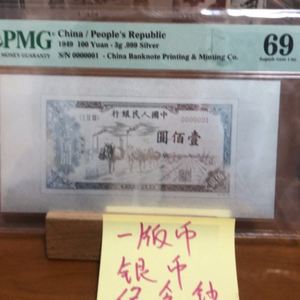 PMG
China / People's Republic
1949 100 Yuan - 3g .999 Silver
S/N 0000001 - China Banknote Printing & Minting Co.
69
中國人民銀行
0000001
壹佰圓
一版币
银币